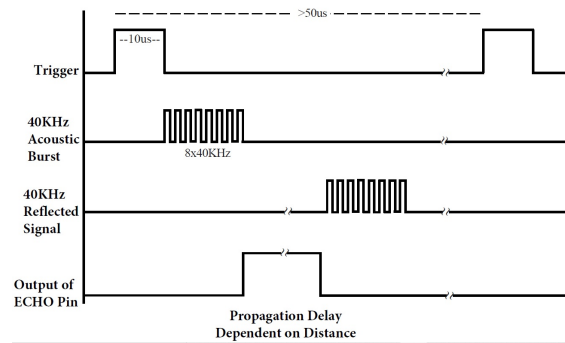 >50us
--10us--
Trigger
40KHz
Acoustic
Burst
8x40KHz
40KHz
Reflected
Signal
Output of
ECHO Pin
Propagation Delay
Dependent on Distance